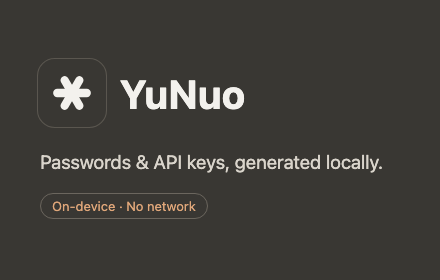 YuNuo
Passwords & API keys, generated locally.
On-device · No network